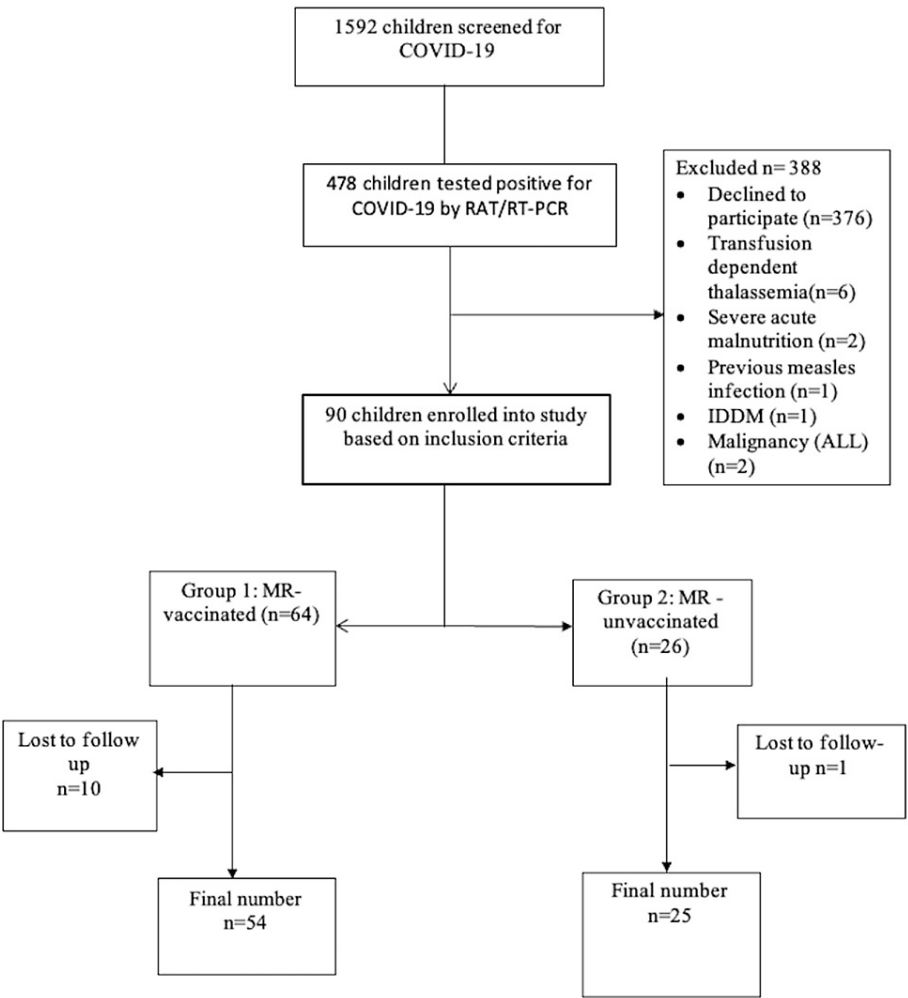 1592 children screened for
COVID-19
478 children tested positive for
COVID-19 by RAT/RT-PCR
Excluded n= 388
• Declined to
participate (n=376)
• Transfusion
dependent
thalassemia(n=6)
• Severe acute
malnutrition (n=2)
• Previous measles
infection (n=1)
• IDDM (n=1)
• Malignancy (ALL)
(n=2)
90 children enrolled into study
based on inclusion criteria
Group 1: MR-
vaccinated (n=64)
Group 2: MR -
unvaccinated
(n=26)
Lost to follow
up
n=10
Lost to follow-
up n=1
Final number
n=54
Final number
n=25